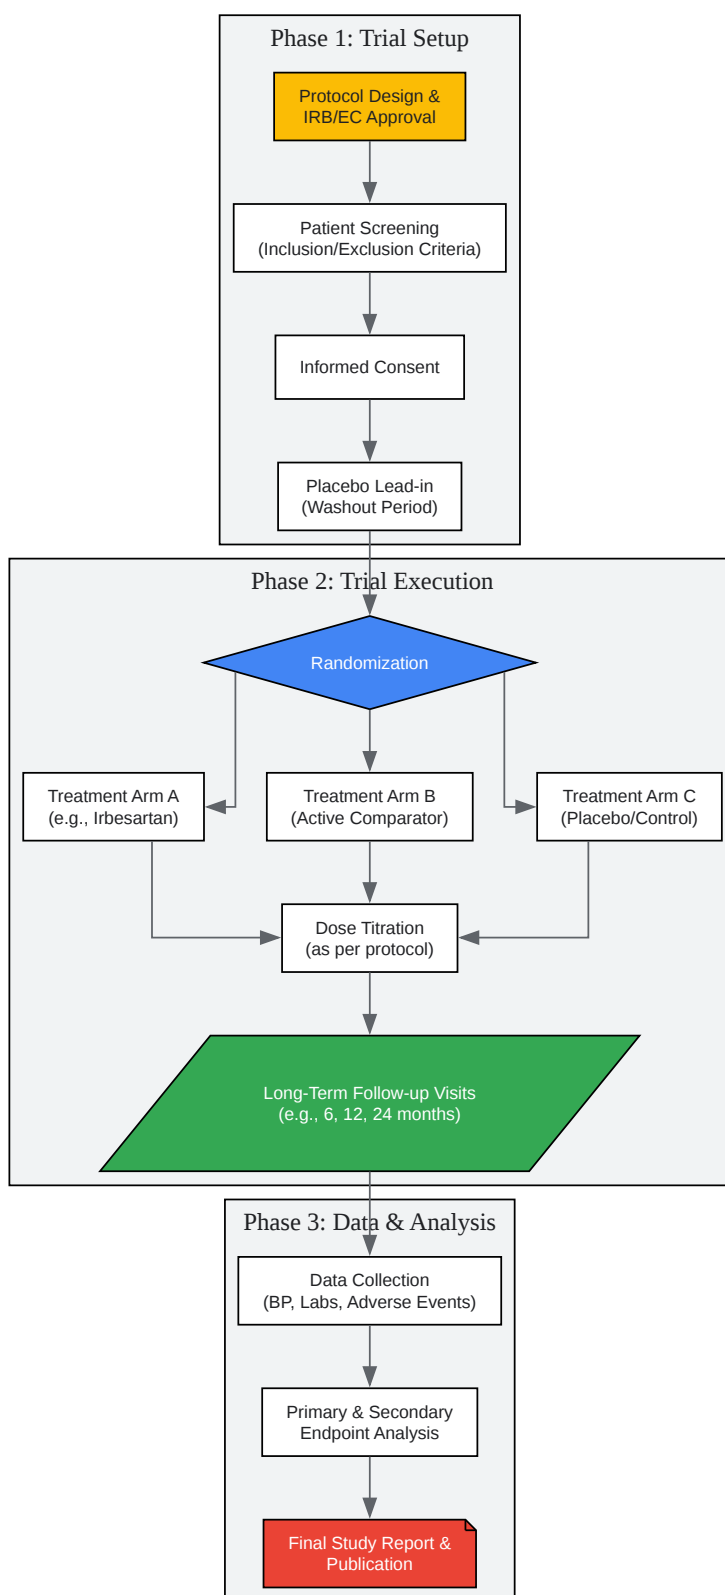 Phase 1: Trial Setup
Protocol Design &
IRB/EC Approval
Patient Screening
(Inclusion/Exclusion Criteria)
Informed Consent
Placebo Lead-in
(Washout Period)
Phase 2: Trial Execution
Randomization
Treatment Arm A
(e.g., Irbesartan)
Treatment Arm B
(Active Comparator)
Treatment Arm C
(Placebo/Control)
Dose Titration
(as per protocol)
Long-Term Follow-up Visits
(e.g., 6, 12, 24 months)
Phase 3: Data & Analysis
Data Collection
(BP, Labs, Adverse Events)
Primary & Secondary
Endpoint Analysis
Final Study Report &
Publication